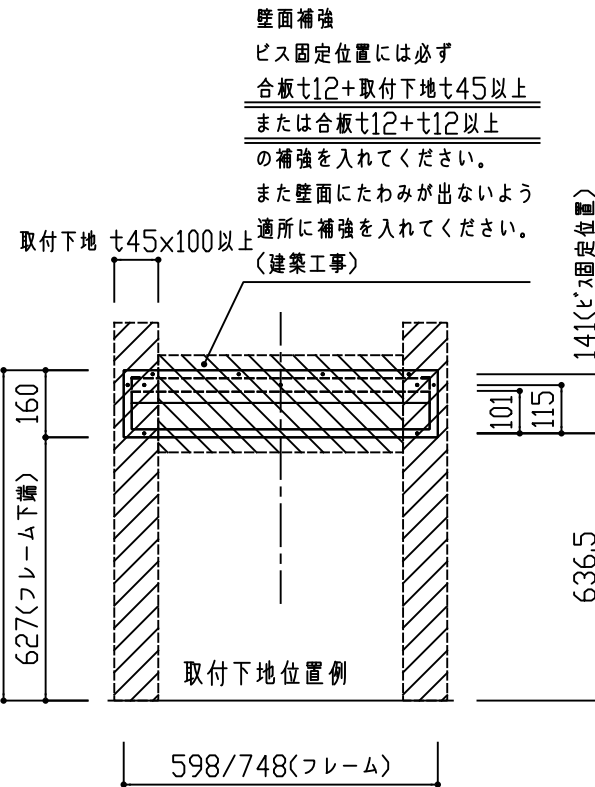 壁面補強
ビス固定位置には必ず
合板t12+取付下地t45以上
または合板t12+t12以上
の補強を入れてください。
また壁面にたわみが出ないよう
適所に補強を入れてください。
(建築工事)
取付下地 t45x100以上
141(ビス固定位置)
160
101
115
627(フレーム下端)
636.5
取付下地位置例
598/748(フレーム)